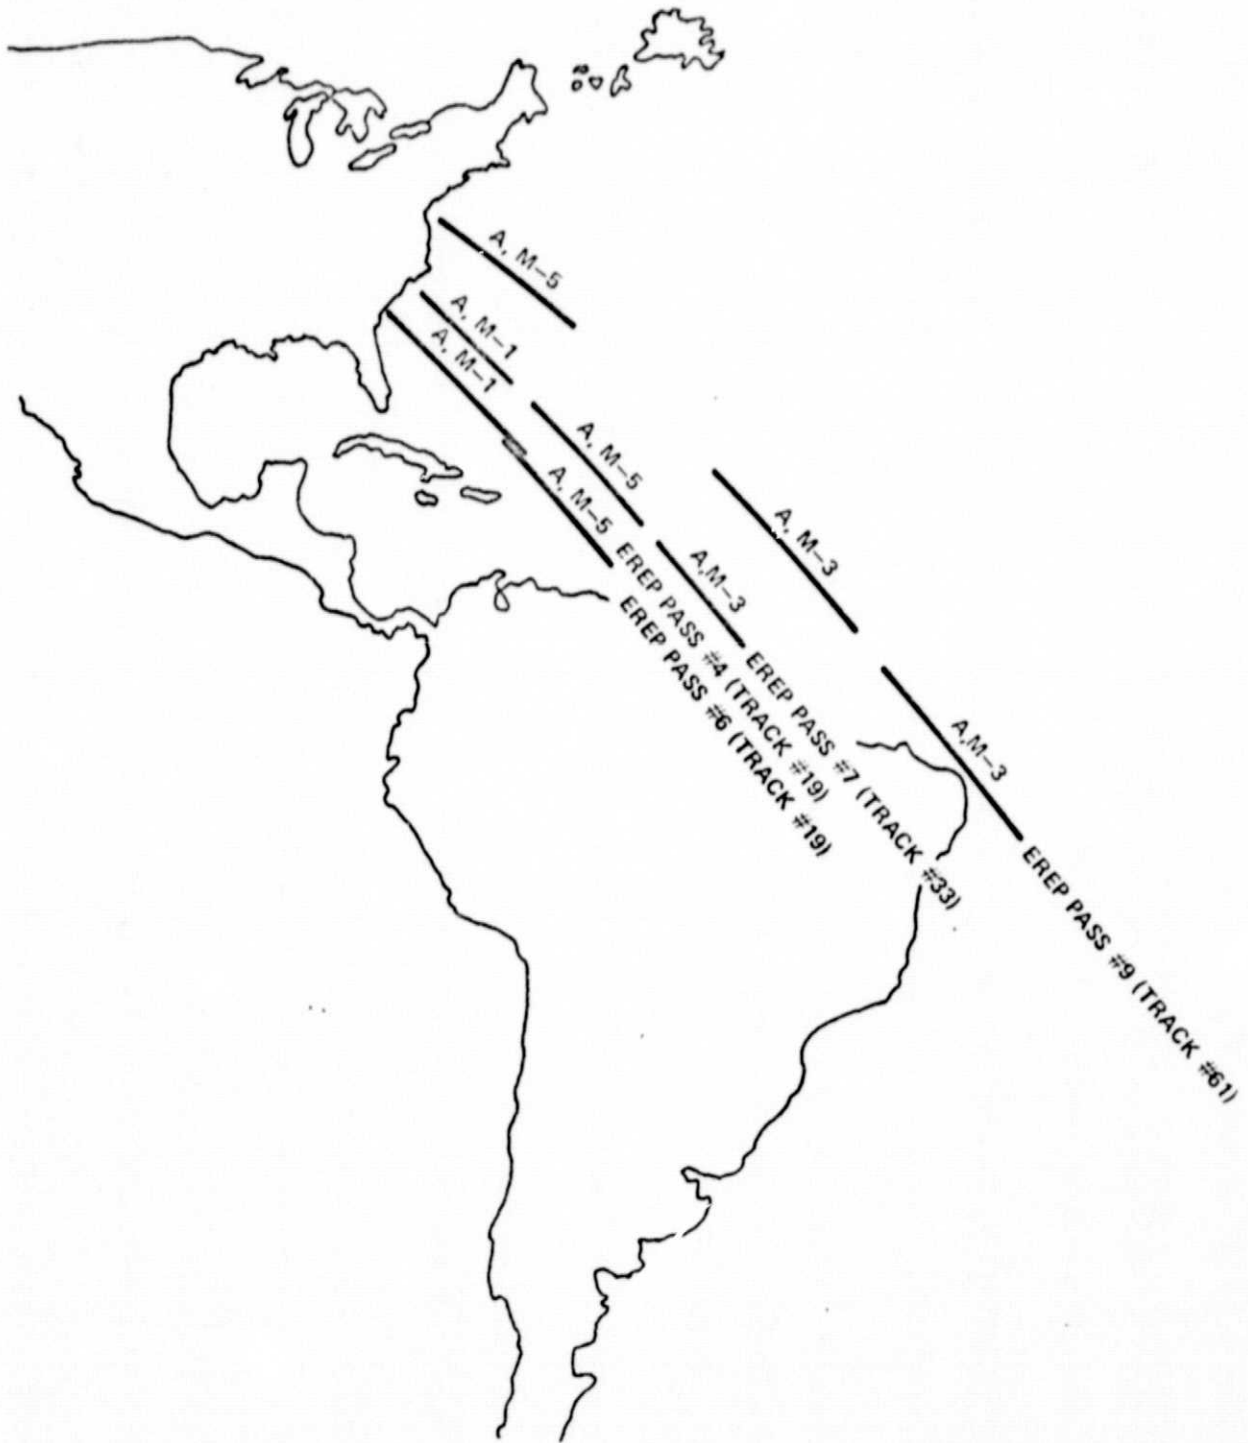 A, M-5
A, M-1
A, M-1
A, M-5
A, M-5
A, M-3
A,M-3
A,M-3
EREP PASS #4 (TRACK #19)
EREP PASS #6 (TRACK #19)
EREP PASS #7 (TRACK #33)
EREP PASS #9 (TRACK #61)